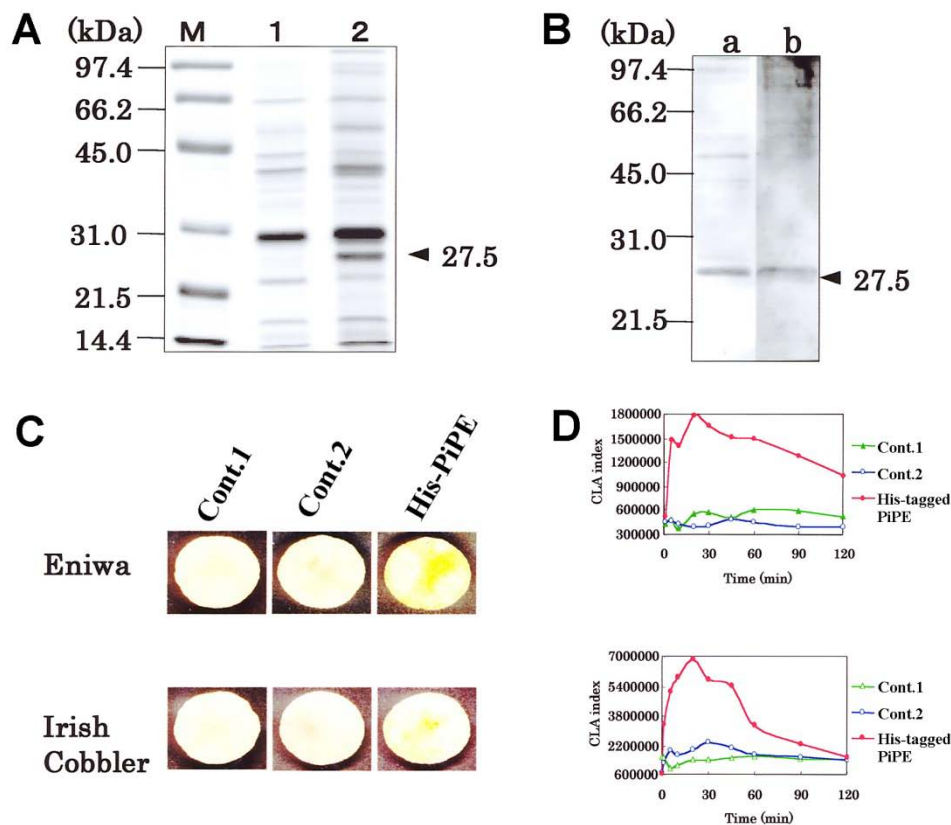 A (kDa) M 1 2
97.4
66.2
45.0
31.0
27.5
21.5
14.4
B a b
97.4
66.2
45.0
31.0
27.5
21.5
C
Cont.1 Cont.2 His-PiPE
Eniwa
Irish
Cobbler
D
CLA index
1800000
1500000
1200000
900000
600000
300000
0 30 60 90 120
Time (min)
Cont.1
Cont.2
His-tagged
PiPE
CLA index
7000000
5400000
3800000
2200000
600000
0 30 60 90 120
Time (min)
Cont.1
Cont.2
His-tagged
PiPE